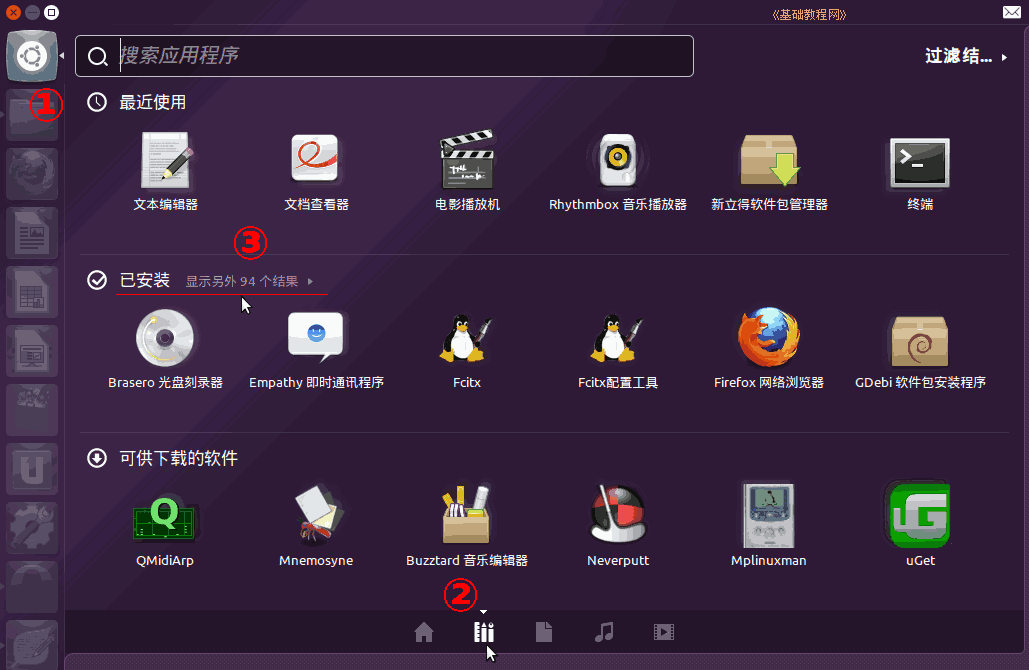 《基础教程网》
搜索应用程序
过滤结...
①
最近使用
文本编辑器
文档查看器
电影播放机
Rhythmbox 音乐播放器
新立得软件包管理器
终端
③
已安装 显示另外 94 个结果
Brasero 光盘刻录器
Empathy 即时通讯程序
Fcitx
Fcitx配置工具
Firefox 网络浏览器
GDebi 软件包安装程序
可供下载的软件
QMidiArp
Mnemosyne
Buzztard 音乐编辑器
Neverputt
Mplinuxman
uGet
②